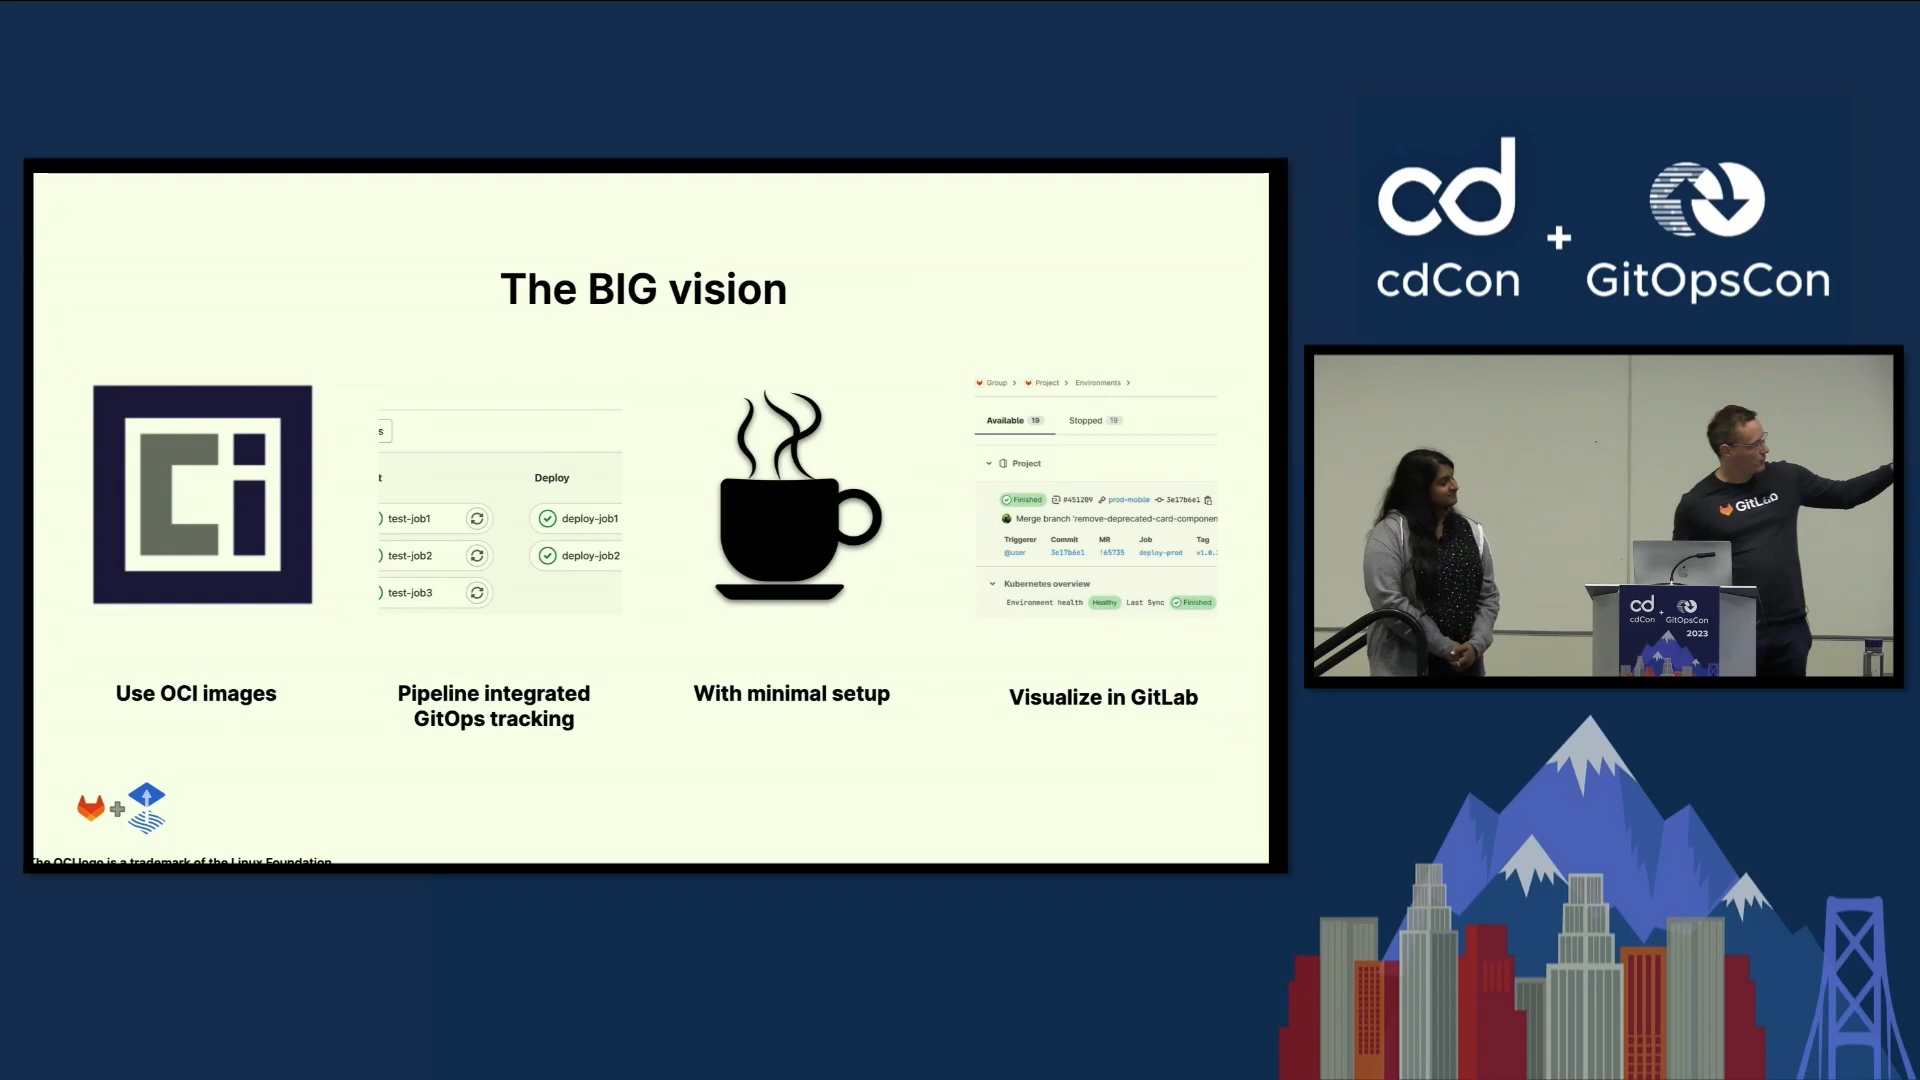 The BIG vision
Ci
s
t
Deploy
test-job1
deploy-job1
test-job2
deploy-job2
test-job3
Group > Project > Environments >
Available 19 Stopped 19
Project
Finished #451209 prod-mobile 3e17b6e1
Merge branch 'remove-deprecated-card-componen
Triggerer Commit MR Job Tag
@user 3e17b6e1 !65735 deploy-prod v1.0.
Kubernetes overview
Environment health Healthy Last Sync Finished
Use OCI images
Pipeline integrated
GitOps tracking
With minimal setup
Visualize in GitLab
The OCI logo is a trademark of the Linux Foundation
cd
+
cdCon
GitOpsCon
GitLab
cd
+
cdCon
GitOpsCon
2023